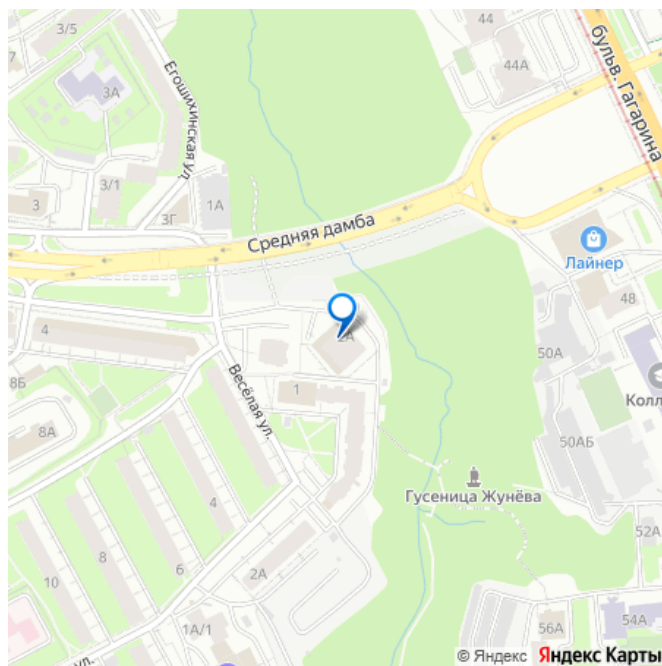 3/5
44
44А
бульв. Гагарина
7
3А
Егошихинская ул.
3/1
3
3Г
1А
Средняя дамба
Лайнер
48
2А
4
50А
8Б
1
Колл
Весёлая ул.
8А
50АБ
4
Гусеница Жунёва
8
6
10
2А
52А
1А/1
54А
56А
ул.
© Яндекс Яндекс Карты